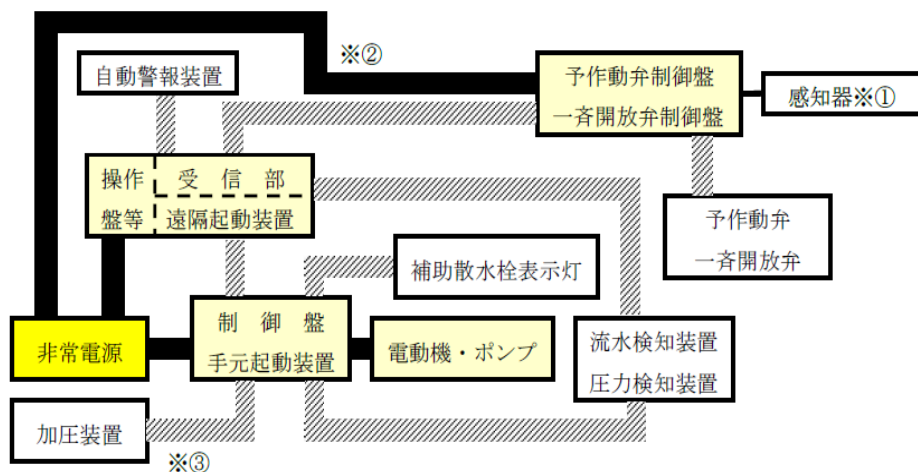 ※②
自動警報装置
予作動弁制御盤
一斉開放弁制御盤
感知器※①
操作
盤等
受信部
遠隔起動装置
予作動弁
一斉開放弁
補助散水栓表示灯
非常電源
制御盤
手元起動装置
電動機・ポンプ
流水検知装置
圧力検知装置
加圧装置
※③